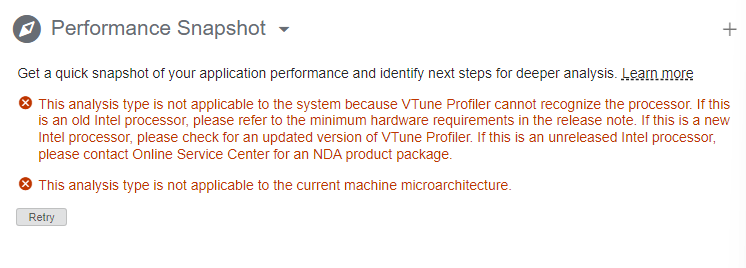 Performance Snapshot
Get a quick snapshot of your application performance and identify next steps for deeper analysis. Learn more
This analysis type is not applicable to the system because VTune Profiler cannot recognize the processor. If this
is an old Intel processor, please refer to the minimum hardware requirements in the release note. If this is a new
Intel processor, please check for an updated version of VTune Profiler. If this is an unreleased Intel processor,
please contact Online Service Center for an NDA product package.
This analysis type is not applicable to the current machine microarchitecture.
Retry